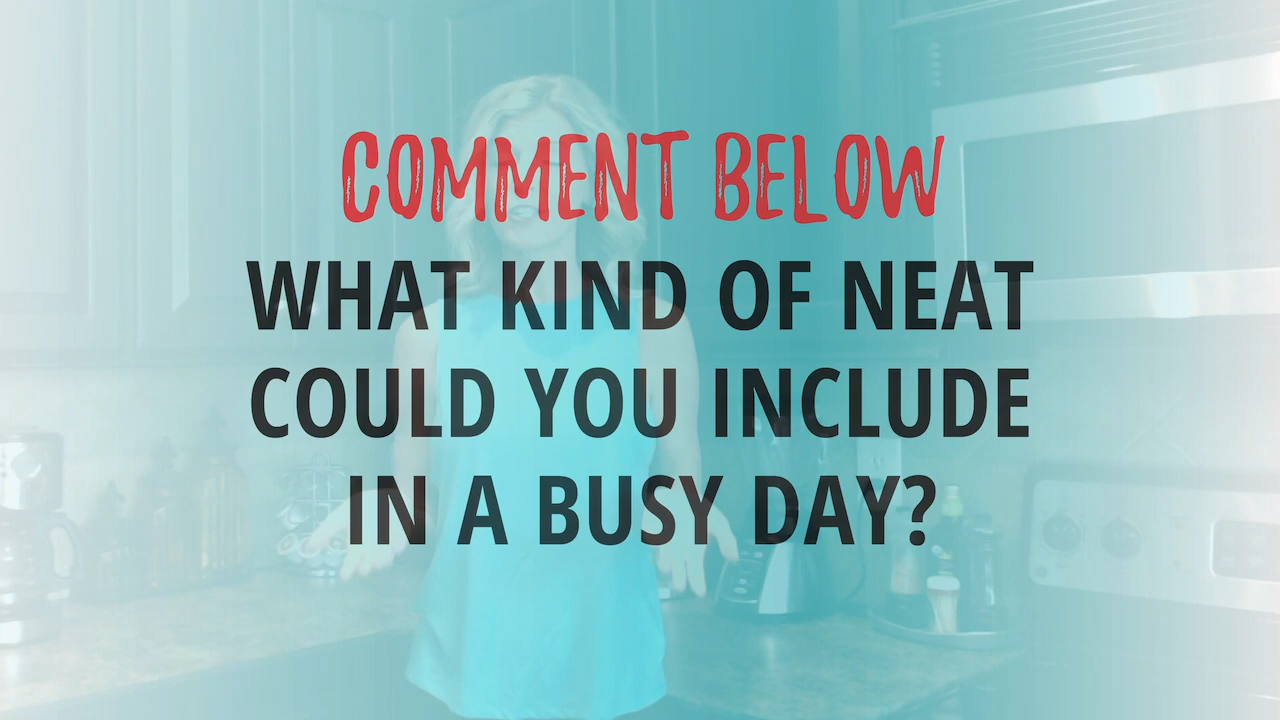 COMMENT BELOW
WHAT KIND OF NEAT
COULD YOU INCLUDE
IN A BUSY DAY?